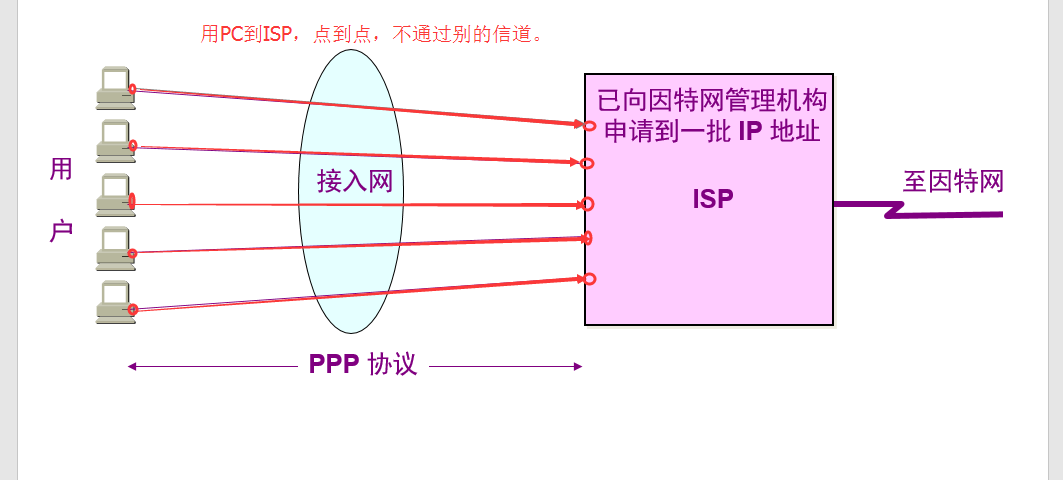 用PC到ISP，点到点，不通过别的信道。
已向因特网管理机构
申请到一批 IP 地址
用
户
接入网
ISP
至因特网
PPP 协议